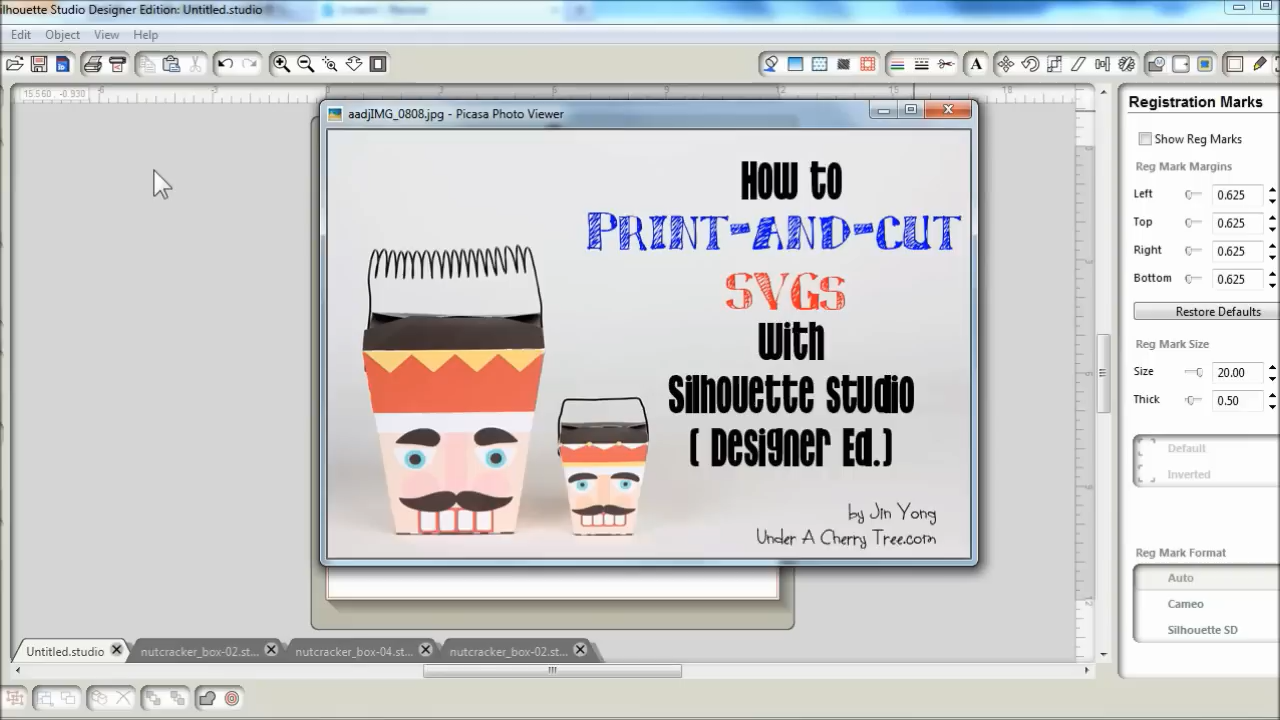 ilhouette Studio Designer Edition: Untitled.studio
Edit Object View Help
15.560 -0.930
Registration Marks
Show Reg Marks
Reg Mark Margins
Left 0.625
Top 0.625
Right 0.625
Bottom 0.625
Restore Defaults
Reg Mark Size
Size 20.00
Thick 0.50
Default
Inverted
Reg Mark Format
Auto
Cameo
Silhouette SD
aadjIMG_0808.jpg - Picasa Photo Viewer
How to
PRINT-AND-CUT
SVGs
With
Silhouette Studio
( Designer Ed.)
by Jin Yong
Under A Cherry Tree.com
Untitled.studio nutcracker_box-02.st... nutcracker_box-04.st... nutcracker_box-02.st...